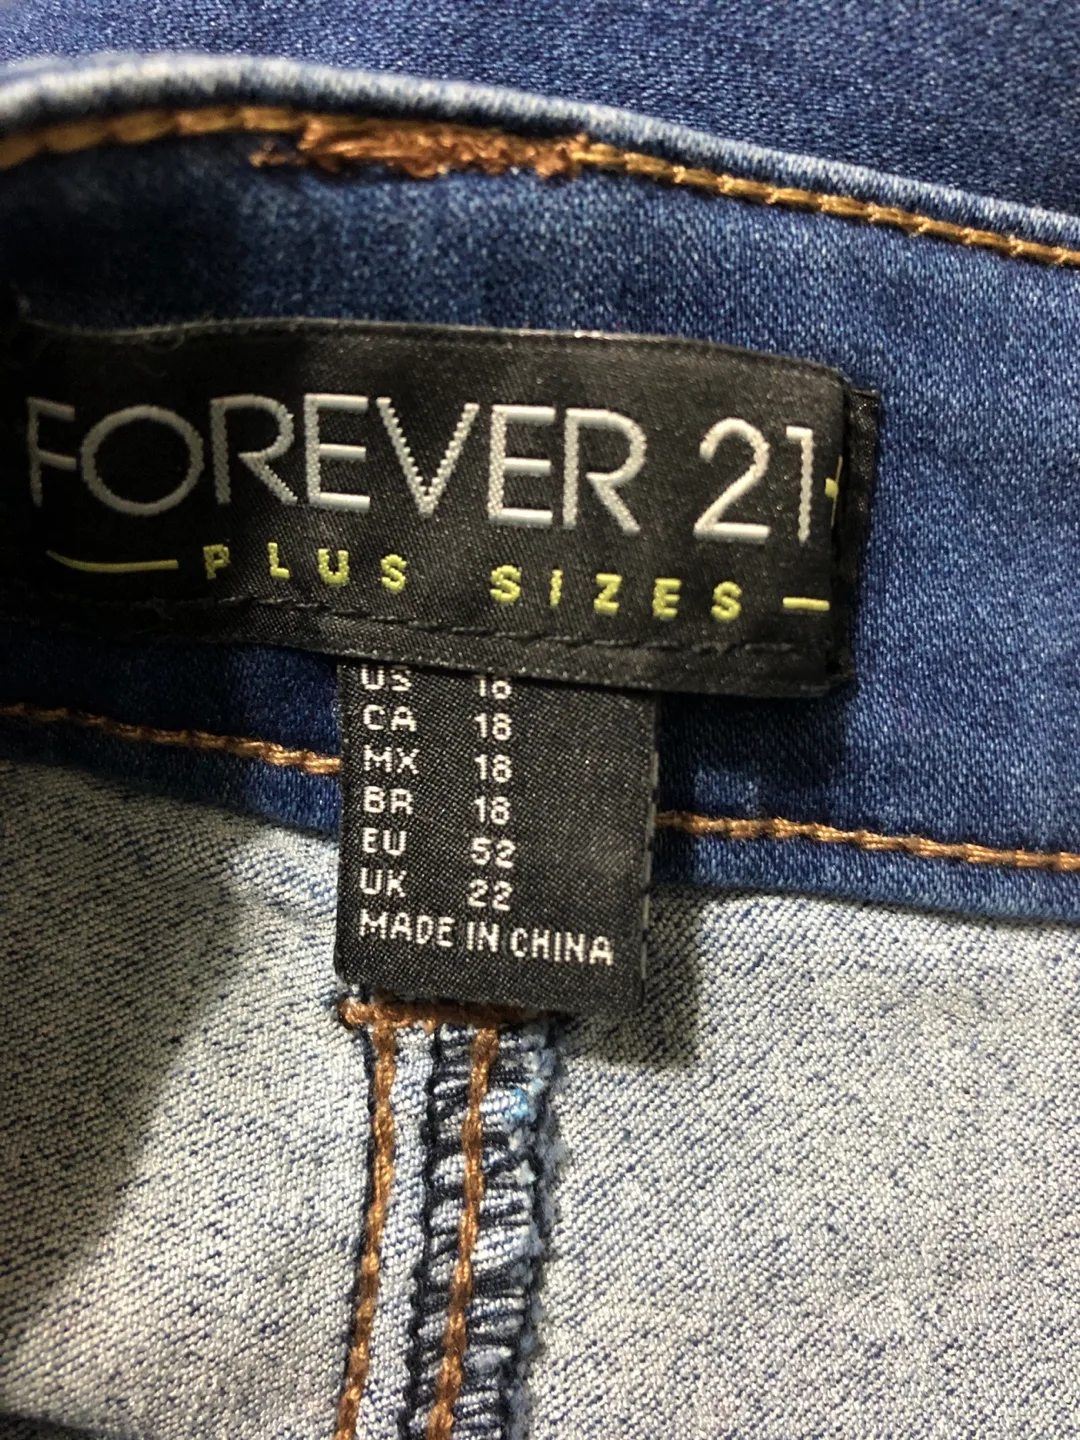 FOREVER 21
PLUS SIZES
US 18
CA 18
MX 18
BR 18
EU 52
UK 22
MADE IN CHINA